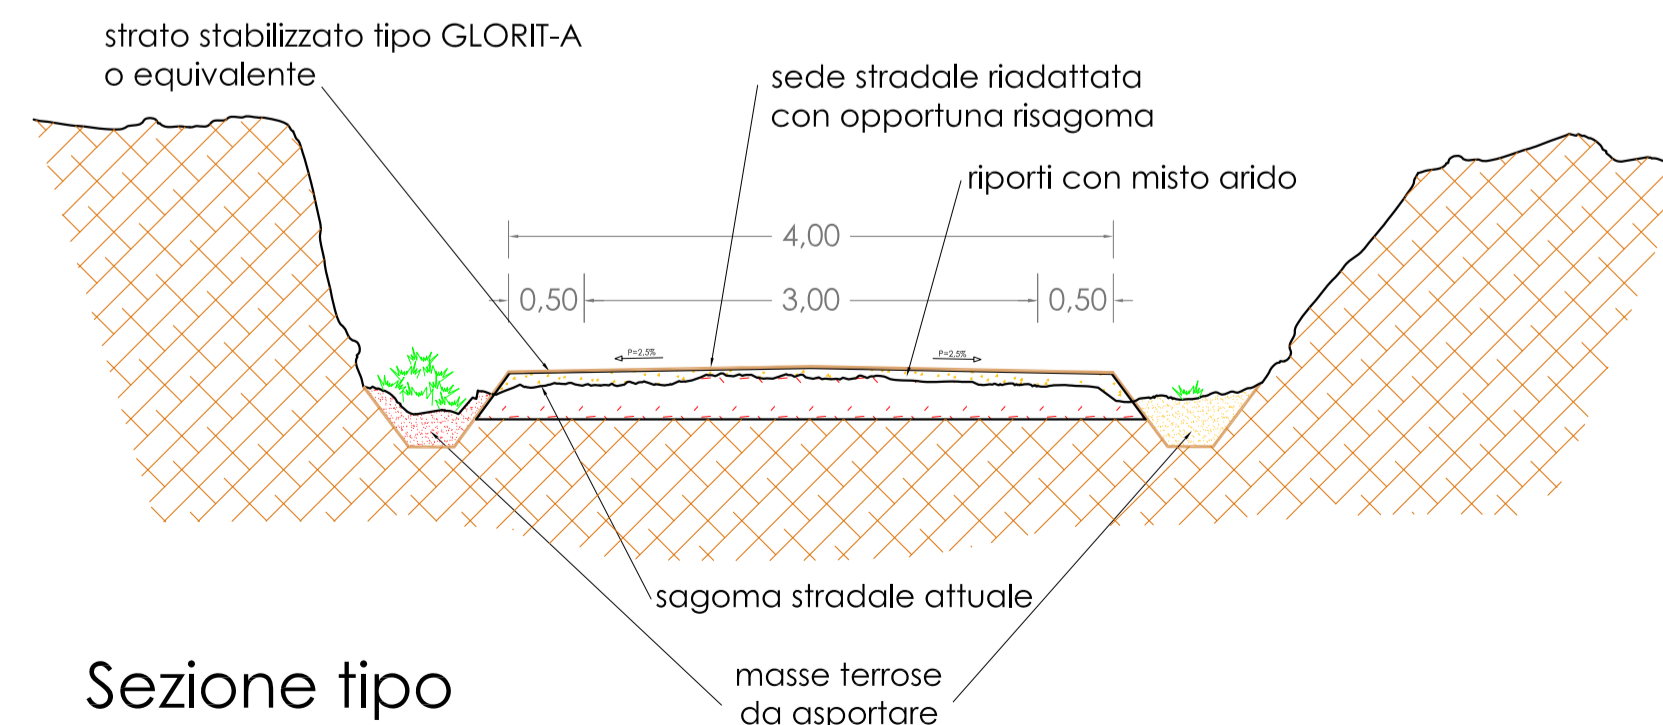 strato stabilizzato tipo GLORIT-A
o equivalente
sede stradale riadattata
con opportuna risagoma
riporti con misto arido
4,00
0,50
3,00
0,50
P=2.5%
P=2.5%
sagoma stradale attuale
masse terrose
da asportare
Sezione tipo